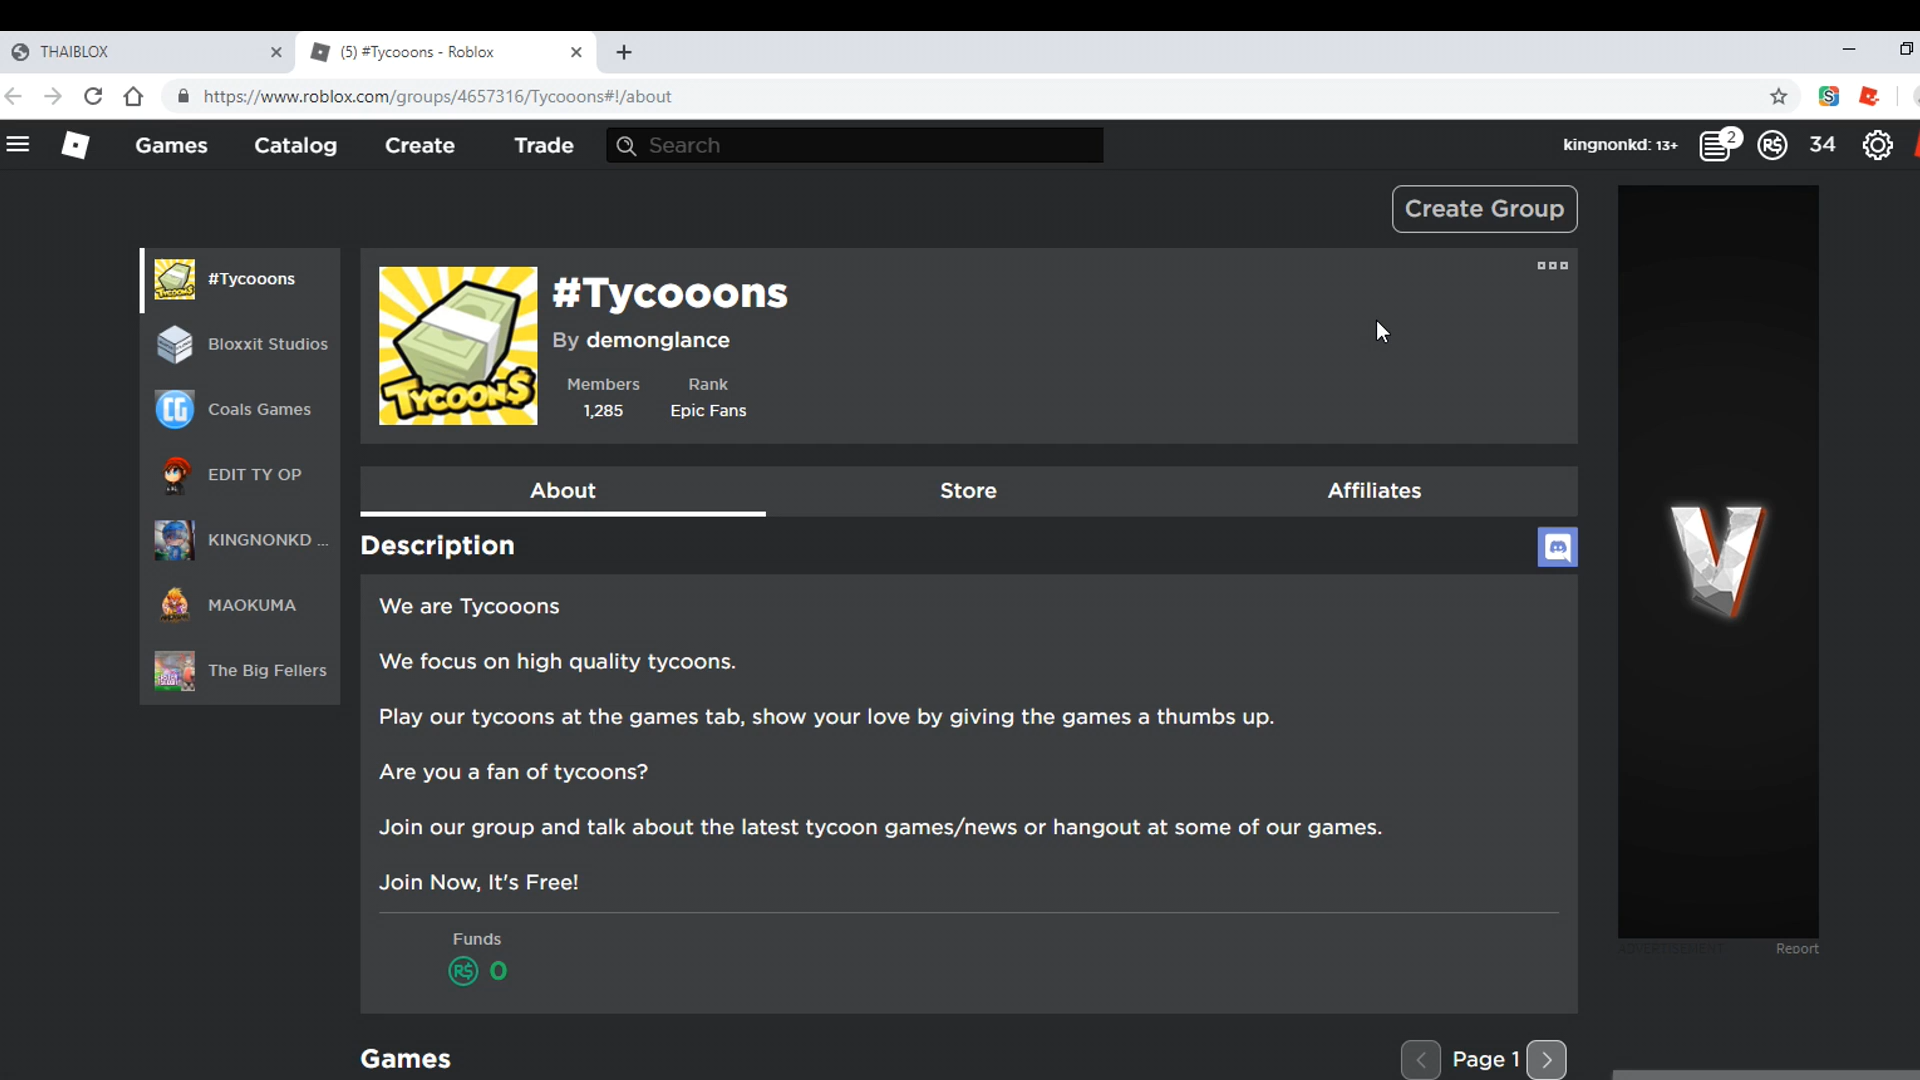 THAIBLOX
(5) #Tycooons - Roblox
https://www.roblox.com/groups/4657316/Tycooons#!/about
Games Catalog Create Trade Search kingnonkd: 13+ 2 R$ 34
Create Group
#Tycooons
Bloxxit Studios
CG Coals Games
EDIT TY OP
KINGNONKD ...
MAOKUMA
The Big Fellers
TYCOON$
#Tycooons
By demonglance
Members Rank
1,285 Epic Fans
About Store Affiliates
Description
We are Tycooons
We focus on high quality tycoons.
Play our tycoons at the games tab, show your love by giving the games a thumbs up.
Are you a fan of tycoons?
Join our group and talk about the latest tycoon games/news or hangout at some of our games.
Join Now, It's Free!
Funds
R$ 0
Games
Page 1
V
ADVERTISEMENT Report